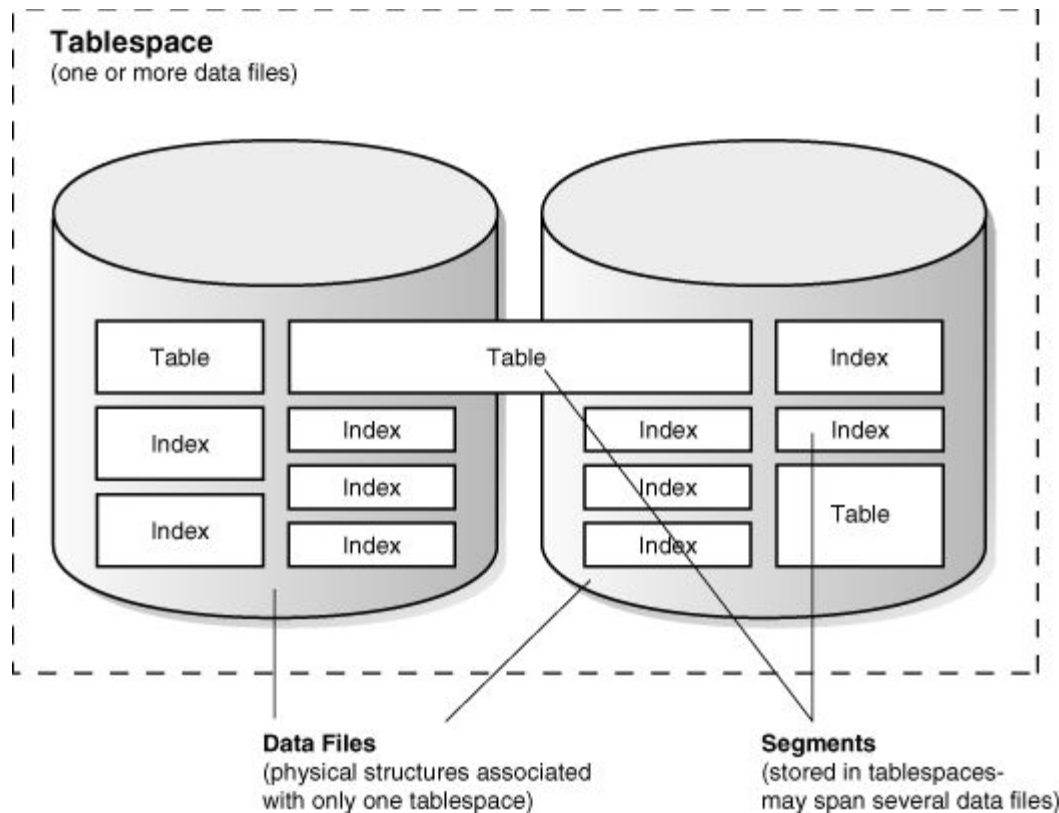 Tablespace
(one or more data files)
Table
Table
Index
Index
Index
Index
Index
Index
Index
Index
Table
Index
Index
Index
Data Files
(physical structures associated
with only one tablespace)
Segments
(stored in tablespaces-
may span several data files)